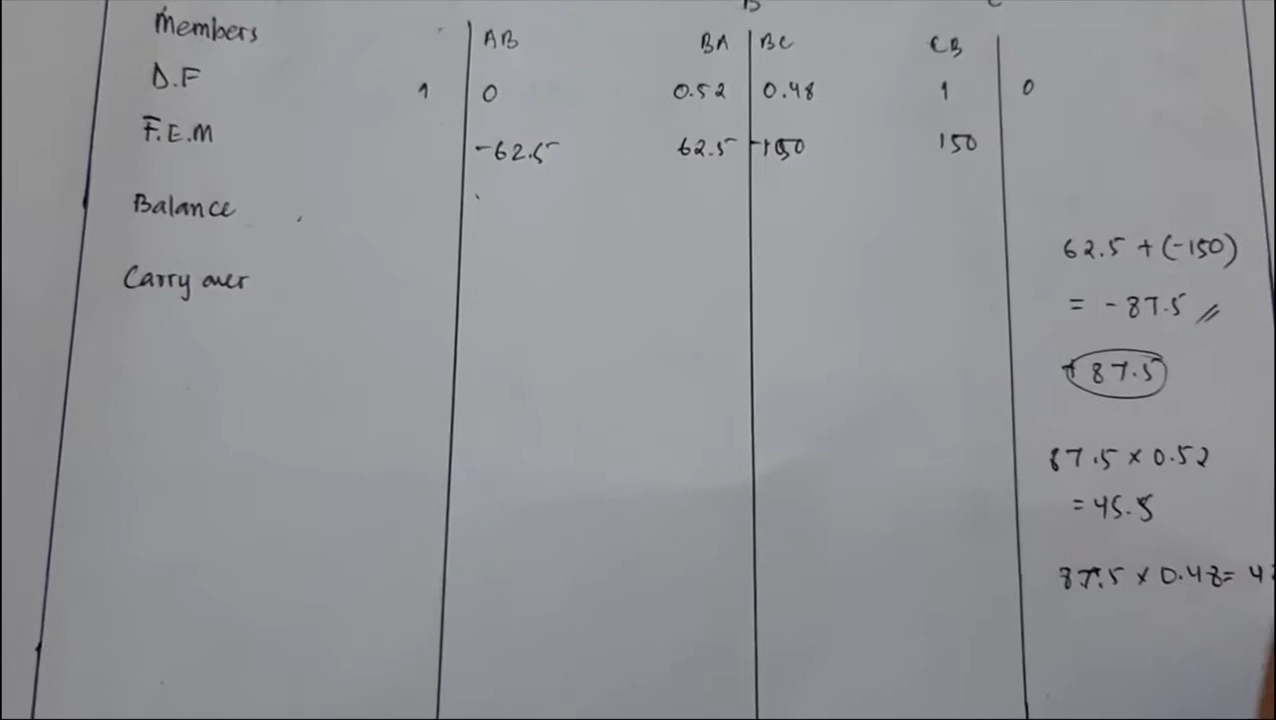 B C
Members AB BA BC CB
D.F 1 0 0.52 0.48 1 0
F.E.M -62.5 62.5 -150 150
Balance
Carry over
62.5 + (-150)
= -87.5 //
+87.5
87.5 × 0.52
= 45.5
87.5 × 0.48 = 4